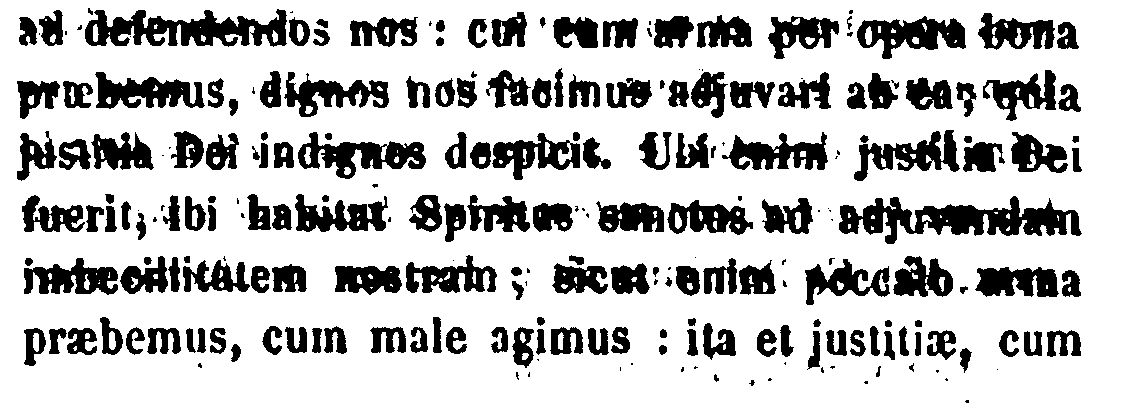 ad defendendos nos : cui cum arma per opera bona
præbemus, dignos nos facimus adjuvari ab ea, quia
justitia Dei indignos despicit. Ubi enim justitia Dei
fuerit, ibi habitat Spiritus sanctus ad adjuvandam
imbecillitatem nostram ; sicut enim peccato arma
præbemus, cum male agimus : ita et justitiæ, cum